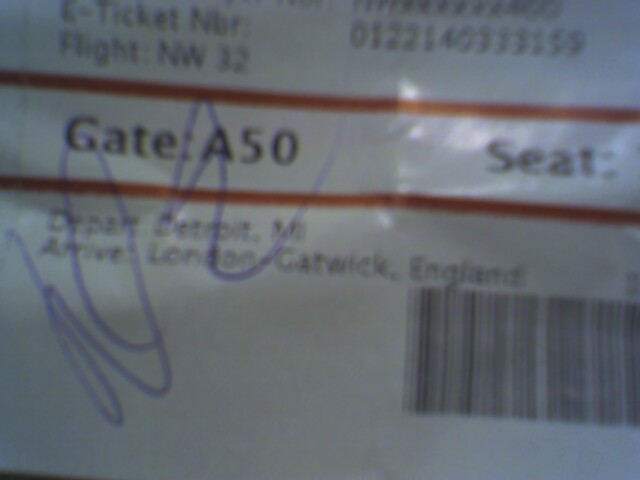 E-Ticket Nbr: 0122140333159
Flight: NW 32
Gate: A50 Seat:
Depart: Detroit, MI
Arrive: London-Gatwick, England